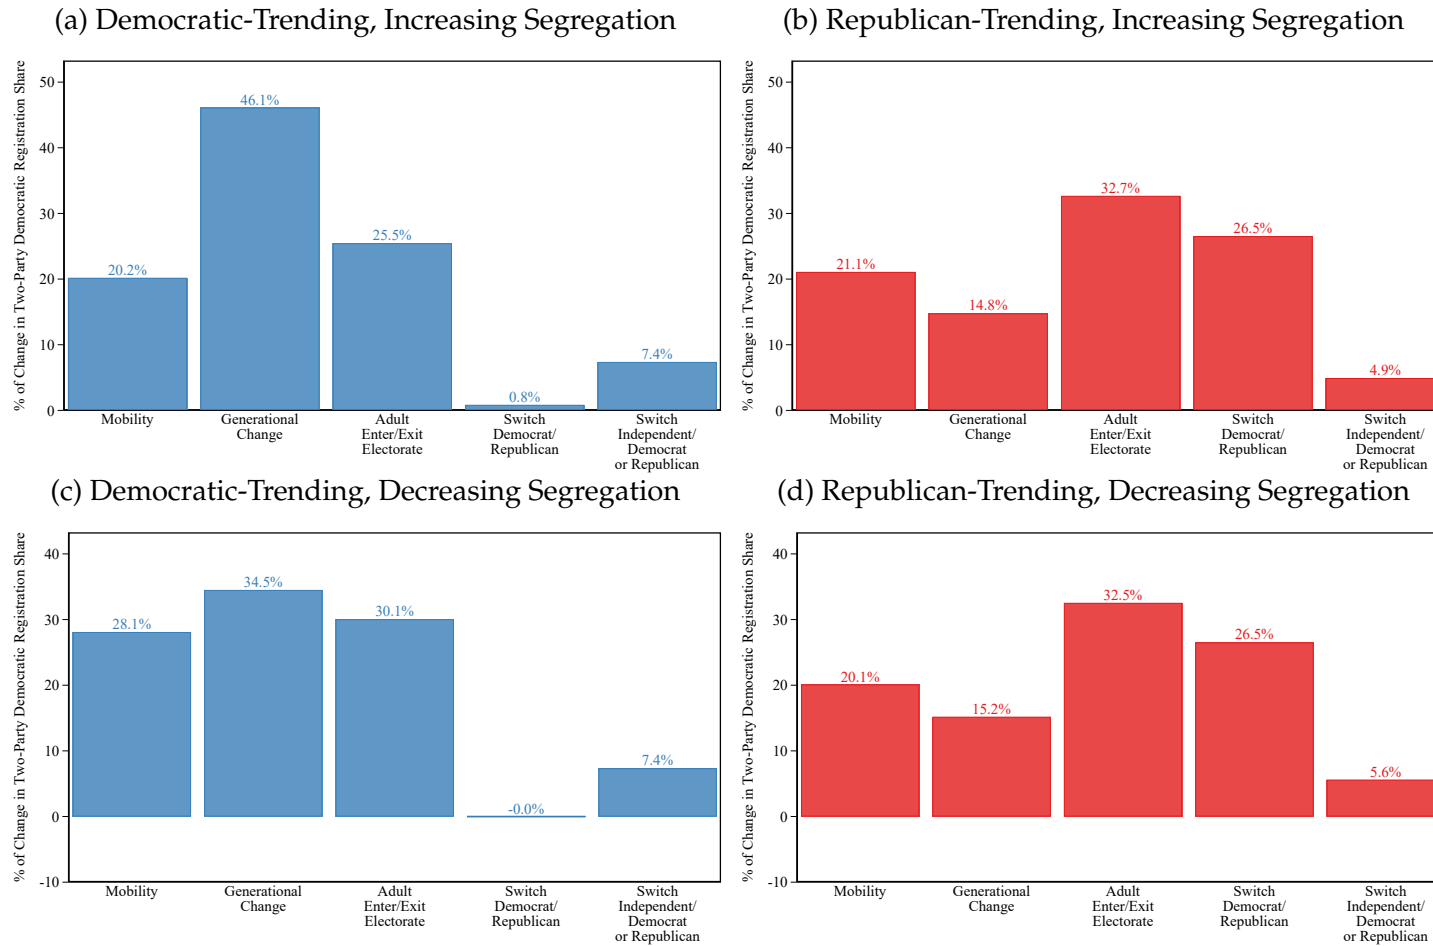 (a) Democratic-Trending, Increasing Segregation
% of Change in Two-Party Democratic Registration Share
50
40
30
20
10
0
20.2%
46.1%
25.5%
0.8%
7.4%
Mobility
Generational
Change
Adult
Enter/Exit
Electorate
Switch
Democrat/
Republican
Switch
Independent/
Democrat
or Republican
(b) Republican-Trending, Increasing Segregation
% of Change in Two-Party Democratic Registration Share
50
40
30
20
10
0
21.1%
14.8%
32.7%
26.5%
4.9%
Mobility
Generational
Change
Adult
Enter/Exit
Electorate
Switch
Democrat/
Republican
Switch
Independent/
Democrat
or Republican
(c) Democratic-Trending, Decreasing Segregation
% of Change in Two-Party Democratic Registration Share
40
30
20
10
0
-10
28.1%
34.5%
30.1%
-0.0%
7.4%
Mobility
Generational
Change
Adult
Enter/Exit
Electorate
Switch
Democrat/
Republican
Switch
Independent/
Democrat
or Republican
(d) Republican-Trending, Decreasing Segregation
% of Change in Two-Party Democratic Registration Share
40
30
20
10
0
-10
20.1%
15.2%
32.5%
26.5%
5.6%
Mobility
Generational
Change
Adult
Enter/Exit
Electorate
Switch
Democrat/
Republican
Switch
Independent/
Democrat
or Republican